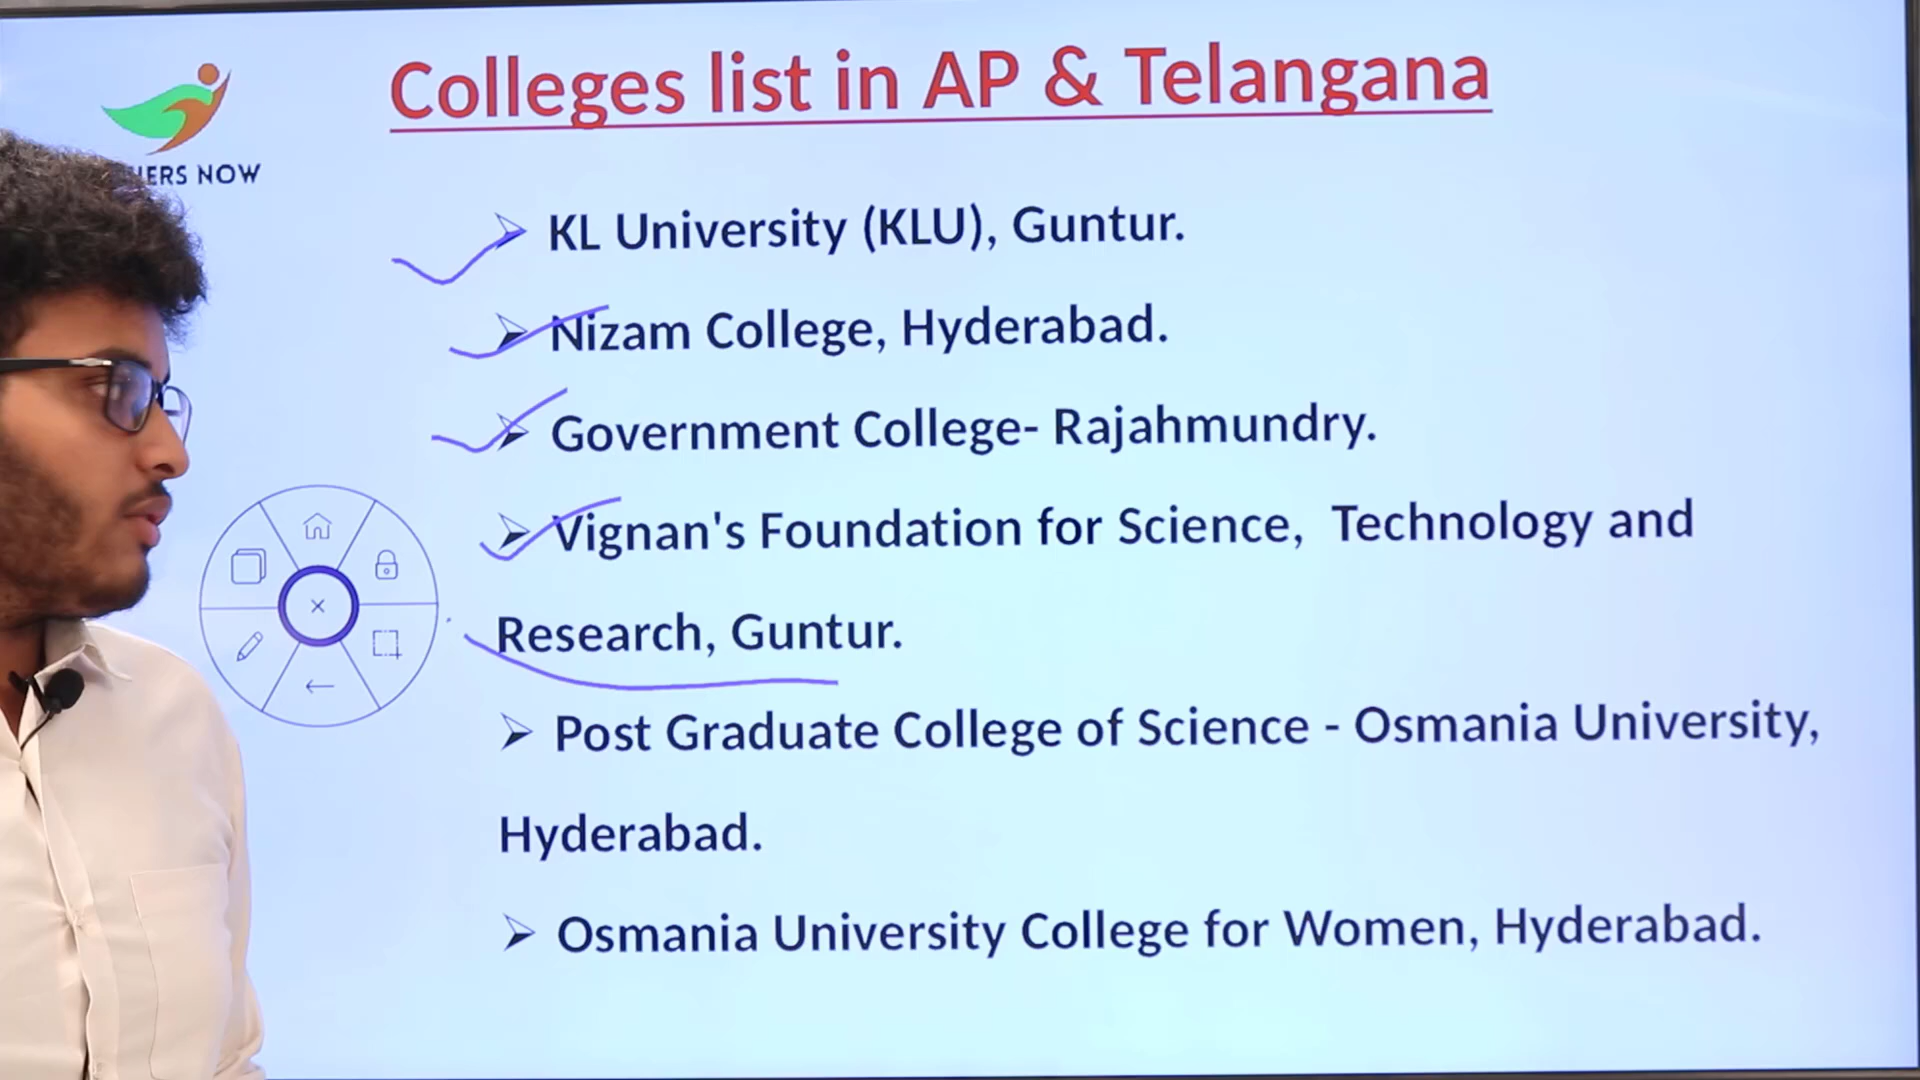 Colleges list in AP & Telangana
NOW
➢ KL University (KLU), Guntur.
➢ Nizam College, Hyderabad.
➢ Government College- Rajahmundry.
➢ Vignan's Foundation for Science, Technology and
Research, Guntur.
➢ Post Graduate College of Science - Osmania University,
Hyderabad.
➢ Osmania University College for Women, Hyderabad.